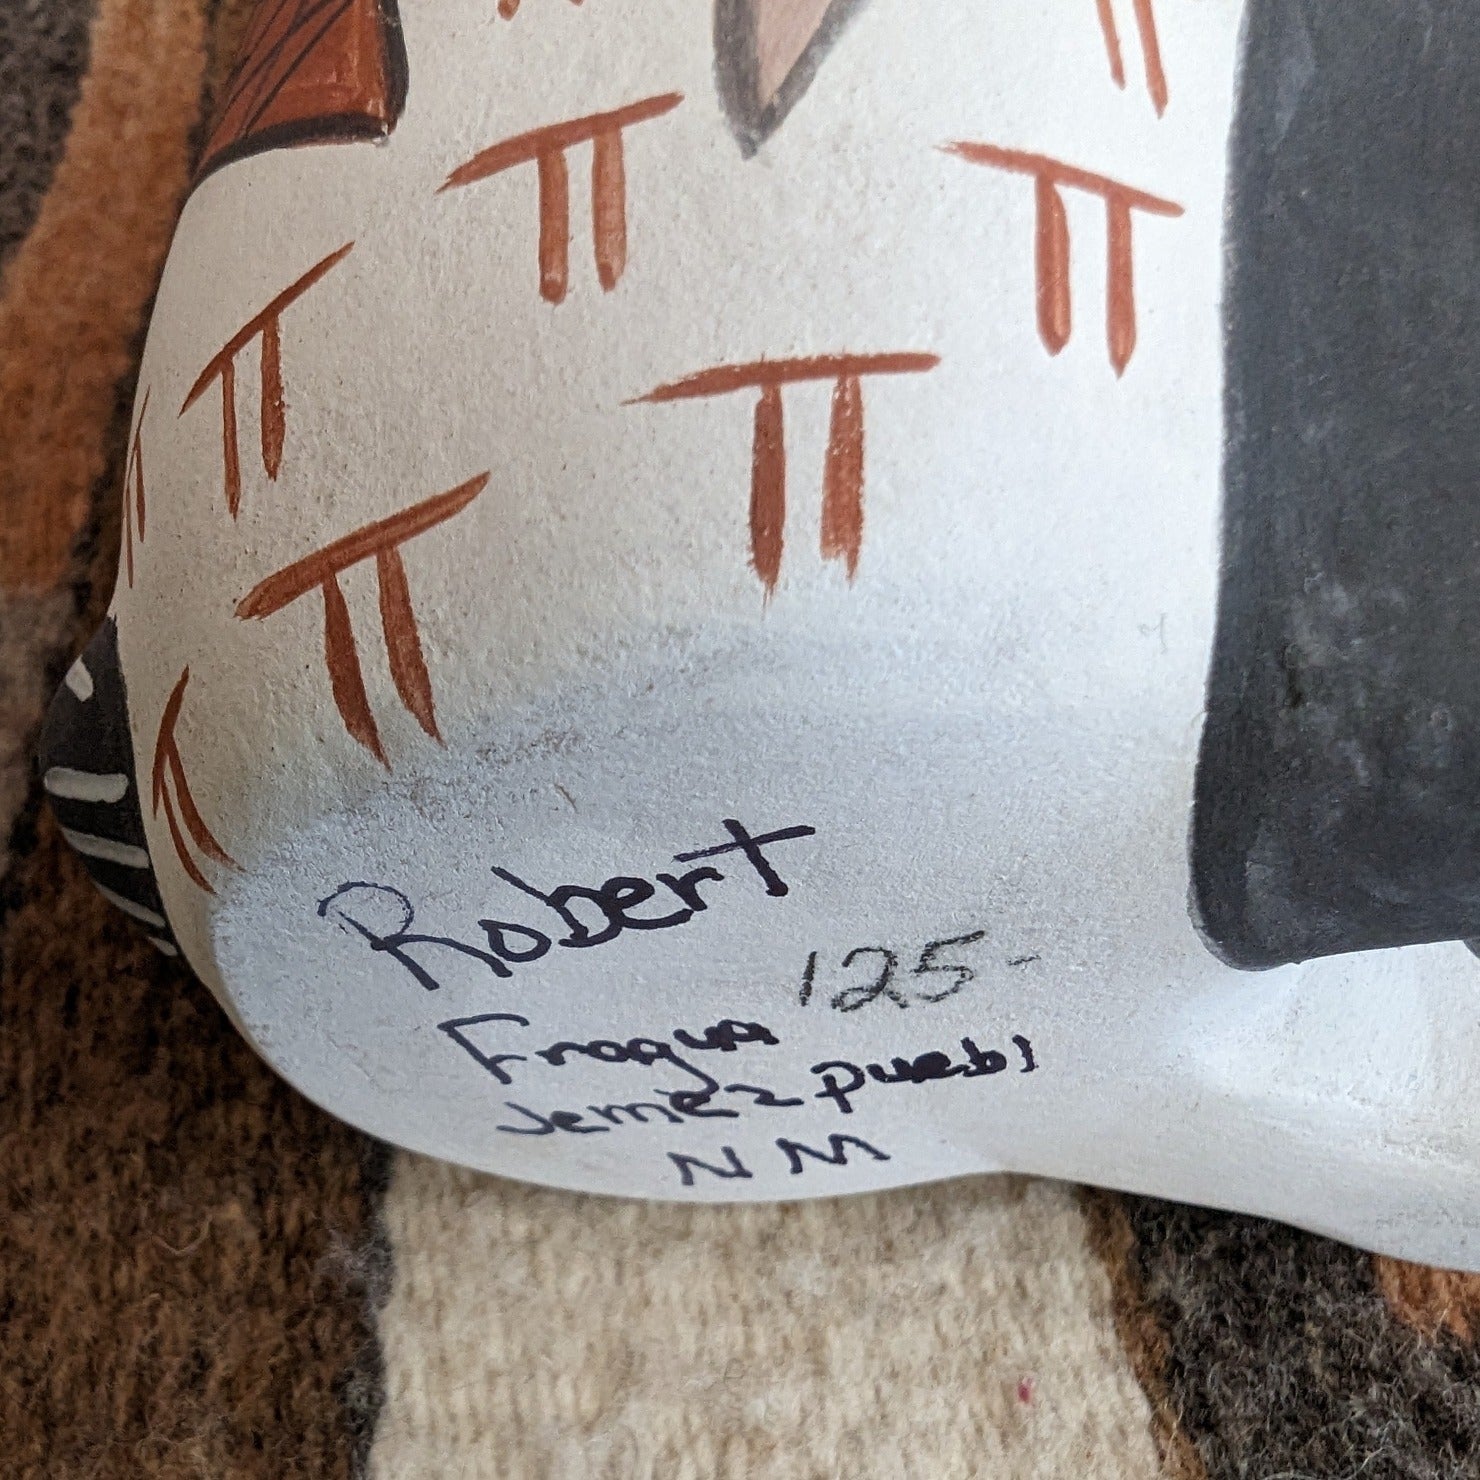 Robert
125-
Fragua
Jemez puebl
NM